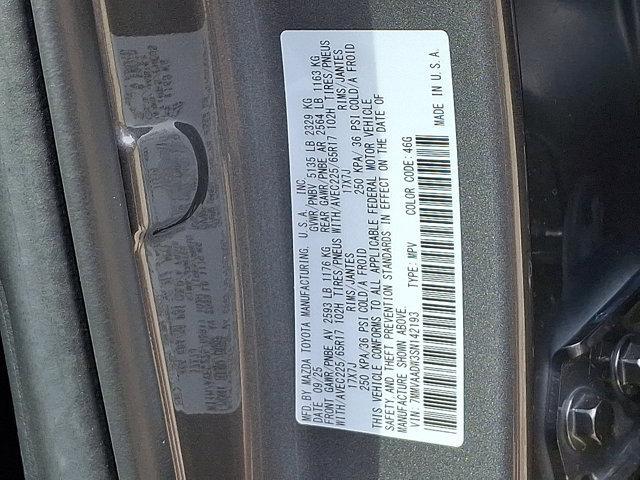 MFD. BY MAZDA TOYOTA MANUFACTURING, U.S.A., INC.
DATE 09/25 GVWR/PNBV 5135 LB 2329 KG
FRONT GAWR/PNBE AV 2593 LB 1176 KG REAR GAWR/PNBE AR 2564 LB 1163 KG
WITH/AVEC225/65R17 102H TIRES/PNEUS WITH/AVEC225/65R17 102H TIRES/PNEUS
17X7J RIMS/JANTES 17X7J RIMS/JANTES
250 KPA/36 PSI COLD/A FROID 250 KPA/36 PSI COLD/A FROID
THIS VEHICLE CONFORMS TO ALL APPLICABLE FEDERAL MOTOR VEHICLE
SAFETY, AND THEFT PREVENTION STANDARDS IN EFFECT ON THE DATE OF
MANUFACTURE SHOWN ABOVE.
VIN: 7MMVAADW3SN142193 TYPE: MPV COLOR CODE: 46G
MADE IN U.S.A.